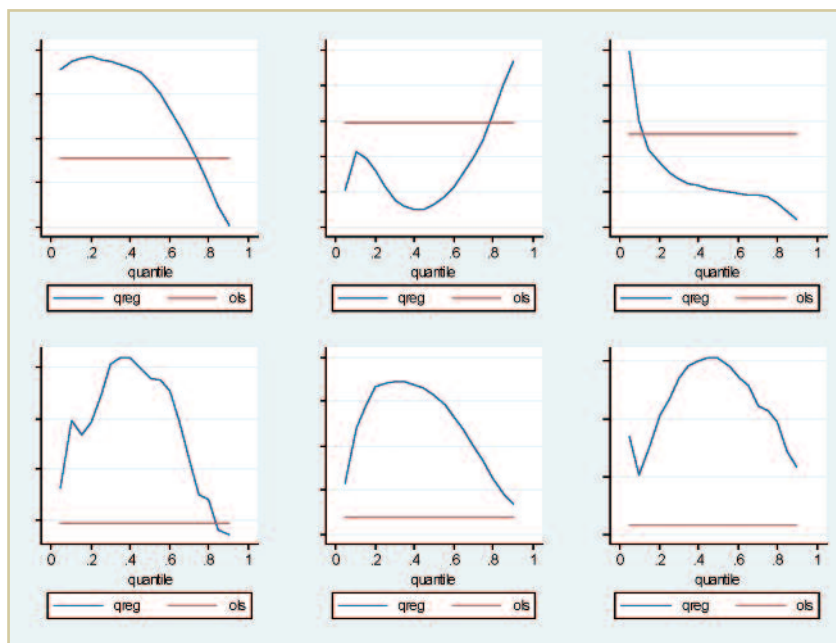 0 .2 .4 .6 .8 1
quantile
qreg ols
0 .2 .4 .6 .8 1
quantile
qreg ols
0 .2 .4 .6 .8 1
quantile
qreg ols
0 .2 .4 .6 .8 1
quantile
qreg ols
0 .2 .4 .6 .8 1
quantile
qreg ols
0 .2 .4 .6 .8 1
quantile
qreg ols